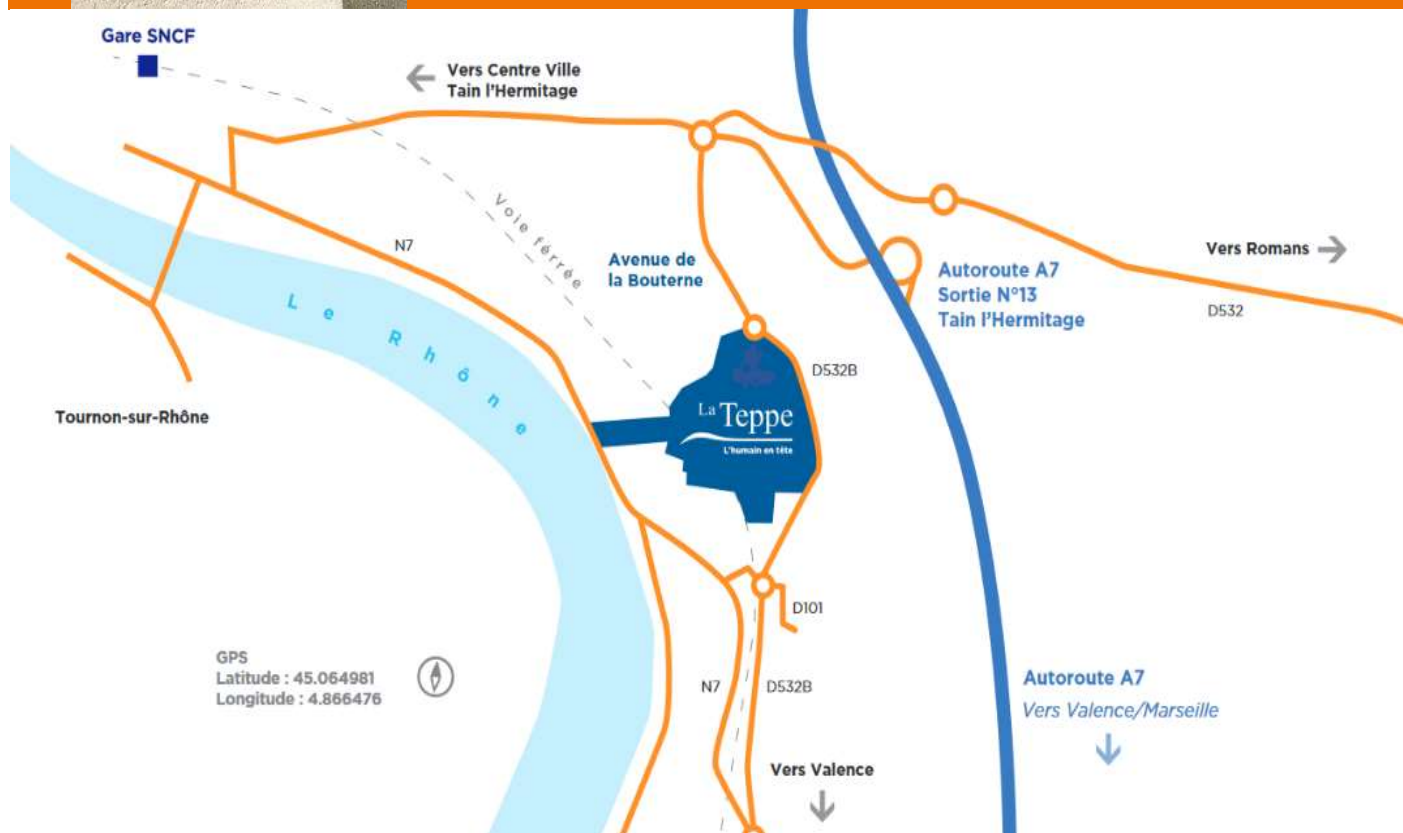 Gare SNCF
Vers Centre Ville
Tain l'Hermitage
Voie férrée
N7
Avenue de
la Bouterne
Vers Romans
Autoroute A7
Sortie N°13
Tain l'Hermitage
D532
Le Rhône
D532B
Tournon-sur-Rhône
La Teppe
L'humain en tête
D101
GPS
Latitude : 45.064981
Longitude : 4.866476
N7
D532B
Autoroute A7
Vers Valence/Marseille
Vers Valence